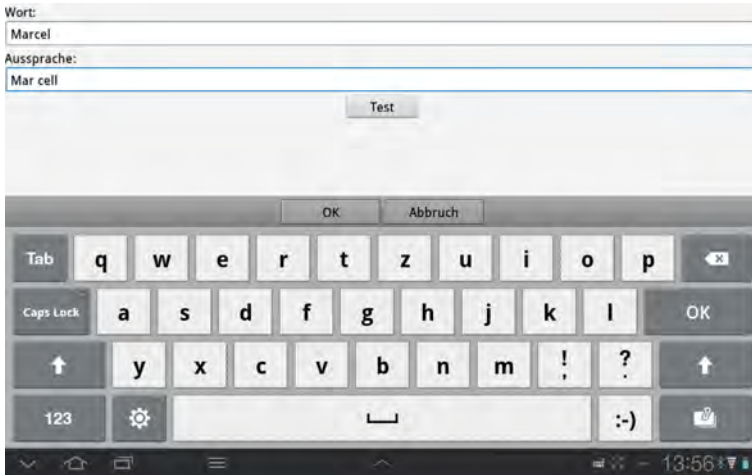 Wort:
Marcel
Aussprache:
Mar cell
Test
OK Abbruch
Tab q w e r t z u i o p
Caps Lock a s d f g h j k l OK
y x c v b n m ! , ? .
123 :-)
13:56